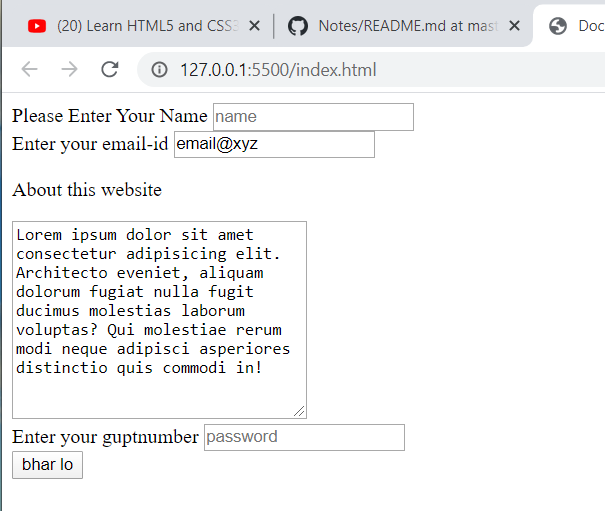 (20) Learn HTML5 and CSS3
Notes/README.md at mast
Doc
127.0.0.1:5500/index.html
Please Enter Your Name name
Enter your email-id email@xyz
About this website
Lorem ipsum dolor sit amet
consectetur adipisicing elit.
Architecto eveniet, aliquam
dolorum fugiat nulla fugit
ducimus molestias laborum
voluptas? Qui molestiae rerum
modi neque adipisci asperiores
distinctio quis commodi in!
Enter your guptnumber password
bhar lo